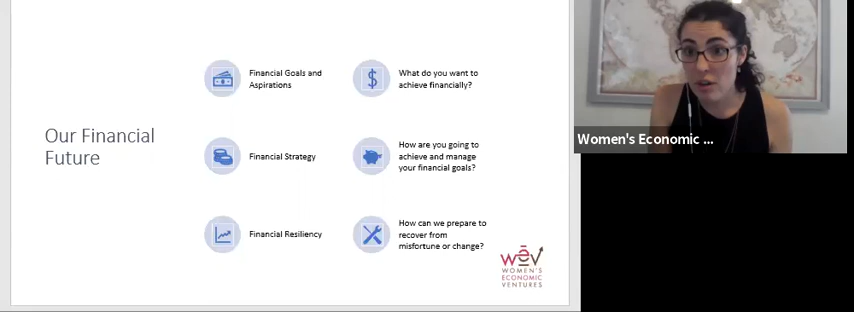 Our Financial
Future
Financial Goals and
Aspirations
What do you want to
achieve financially?
Financial Strategy
How are you going to
achieve and manage
your financial goals?
Financial Resiliency
How can we prepare to
recover from
misfortune or change?
wev
WOMEN'S
ECONOMIC
VENTURES
Women's Economic ...